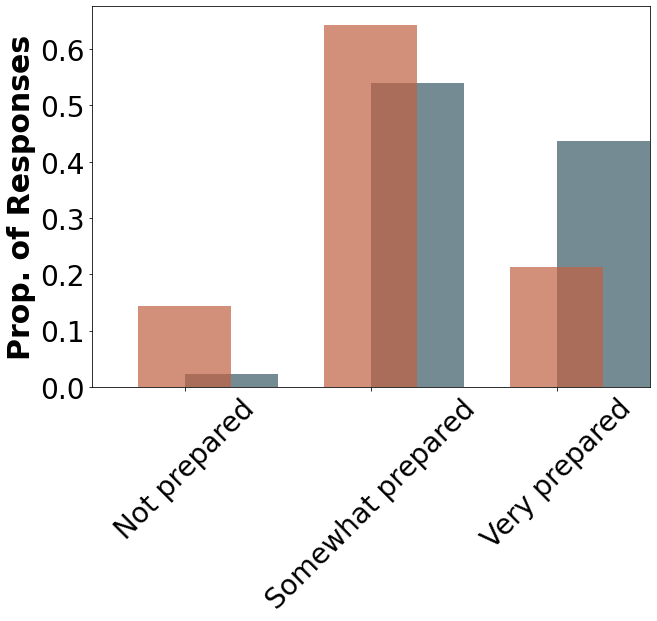 Prop. of Responses
0.6
0.5
0.4
0.3
0.2
0.1
0.0
Not prepared
Somewhat prepared
Very prepared